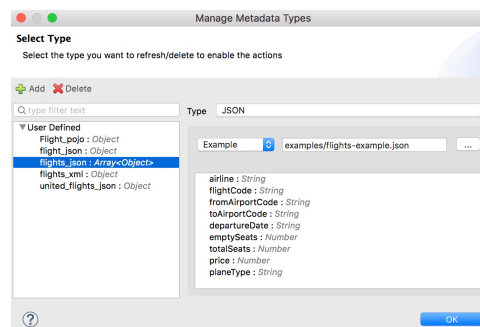 Manage Metadata Types
Select Type
Select the type you want to refresh/delete to enable the actions
Add Delete
type filter text
Type JSON
User Defined
Flight_pojo : Object
flight_json : Object
flights_json : Array<Object>
flights_xml : Object
united_flights_json : Object
Example examples/flights-example.json ...
airline : String
flightCode : String
fromAirportCode : String
toAirportCode : String
departureDate : String
emptySeats : Number
totalSeats : Number
price : Number
planeType : String
?
OK